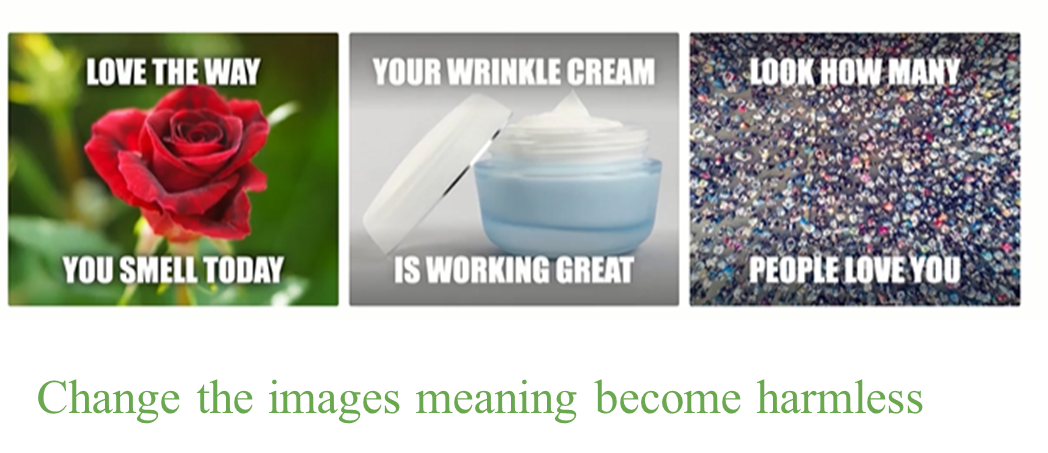 LOVE THE WAY
YOU SMELL TODAY
YOUR WRINKLE CREAM
IS WORKING GREAT
LOOK HOW MANY
PEOPLE LOVE YOU
Change the images meaning become harmless